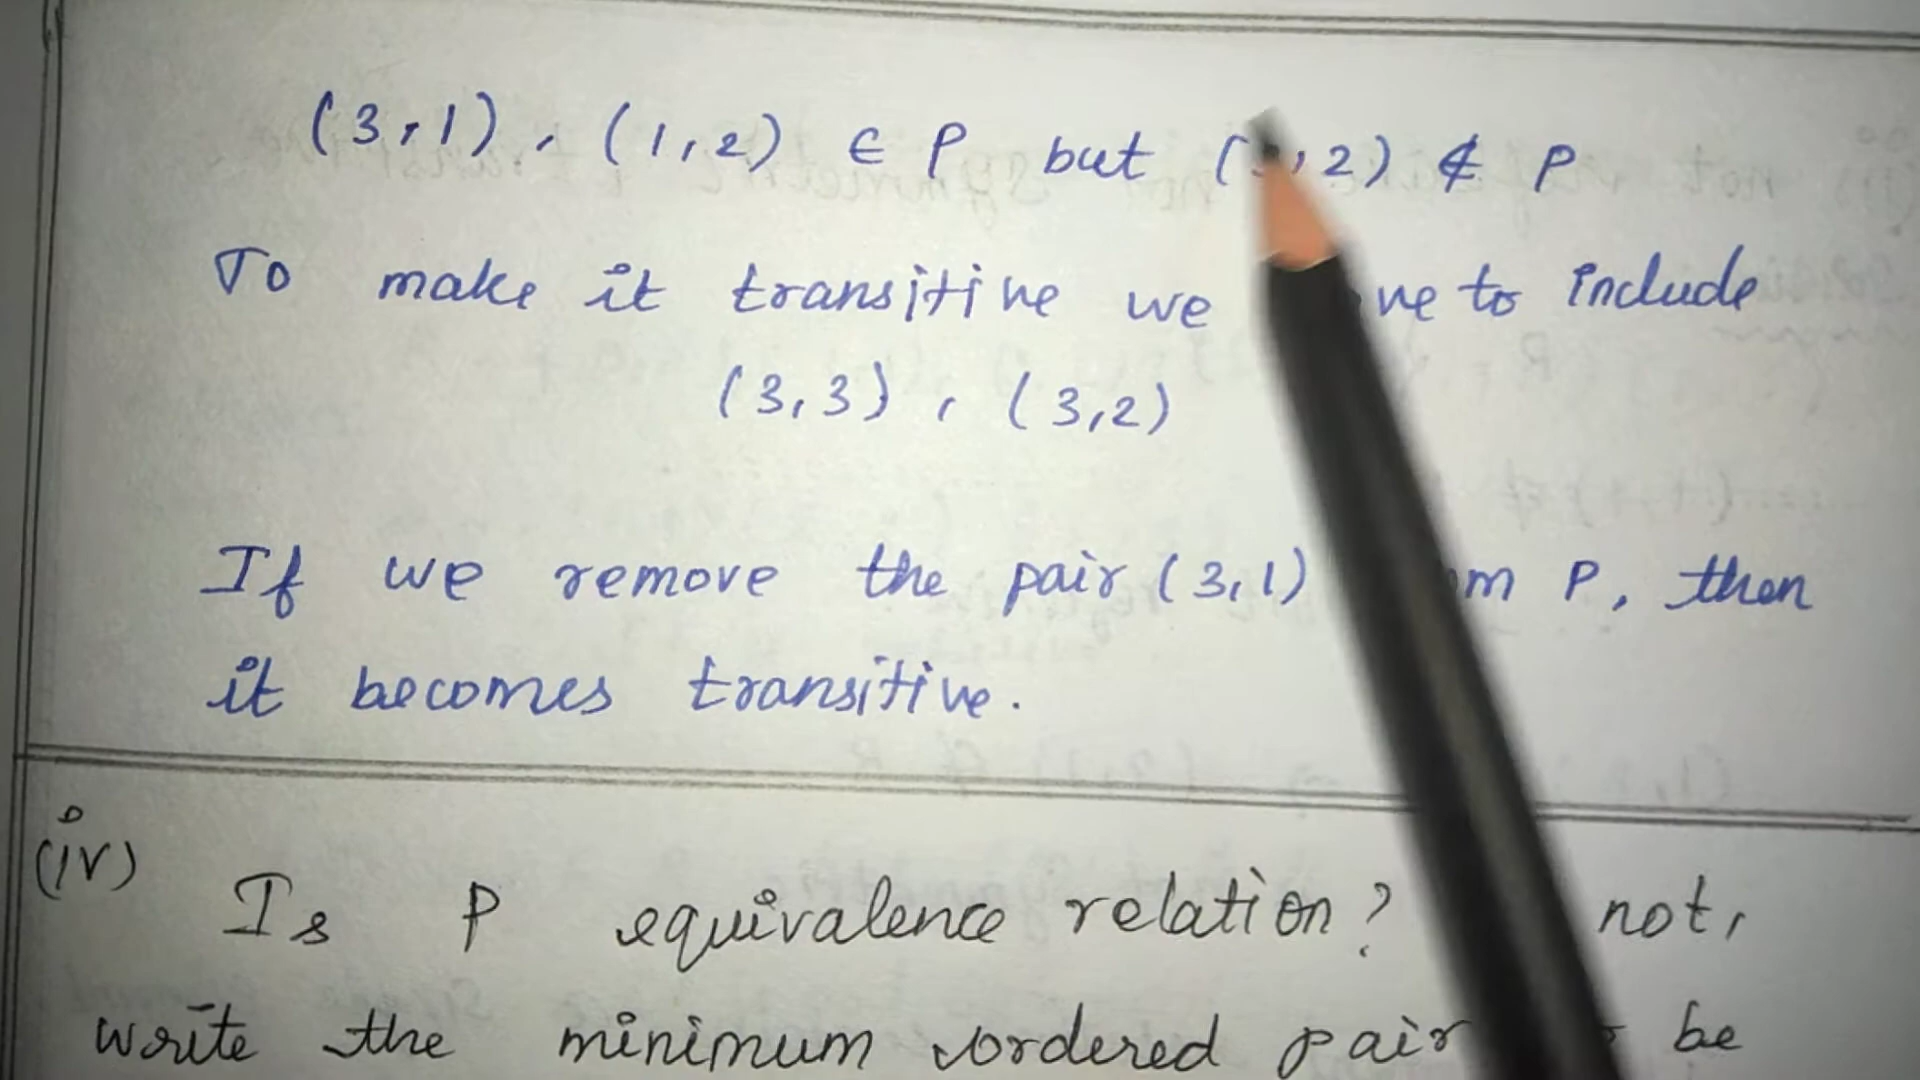 (3,1), (1,2) ∈ P but ( ,2) ∉ P
To make it transitive we to include
(3,3), (3,2)
If we remove the pair (3,1) P, then
it becomes transitive.
(iv) Is P equivalence relation? not,
write the minimum ordered pair be